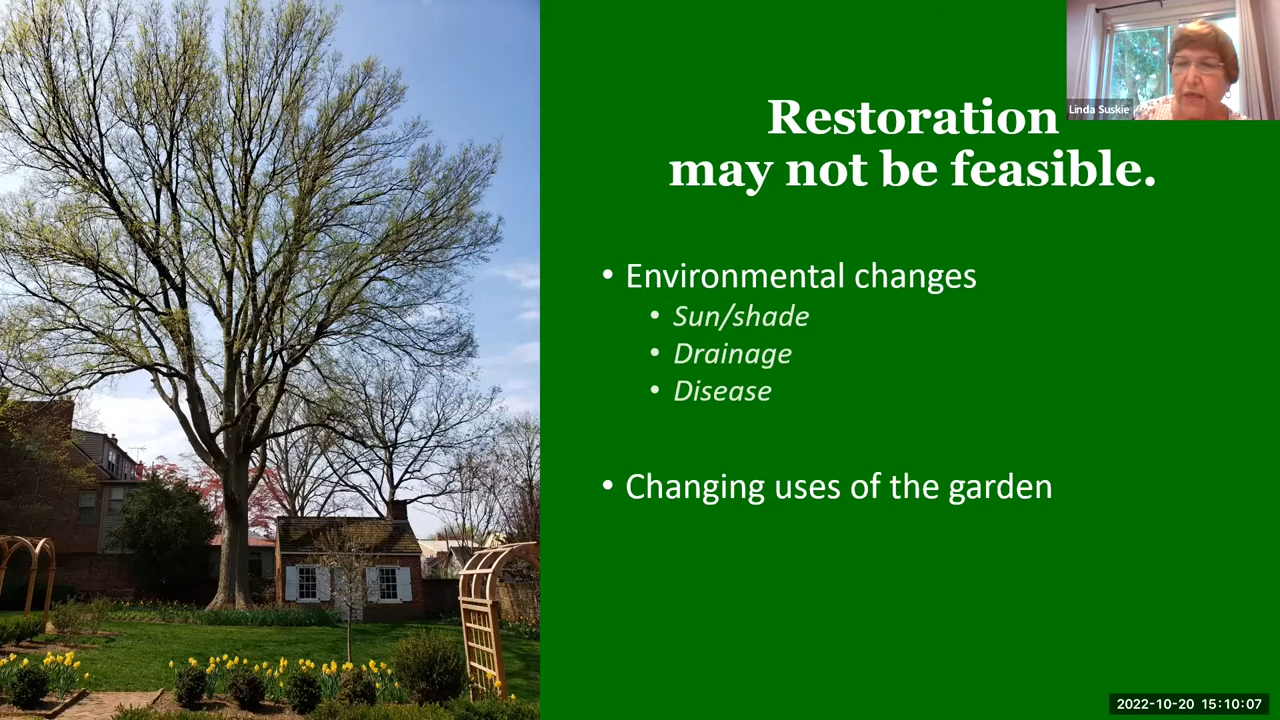 Linda Suskie
Restoration
may not be feasible.
• Environmental changes
• Sun/shade
• Drainage
• Disease
• Changing uses of the garden
2022-10-20 15:10:07